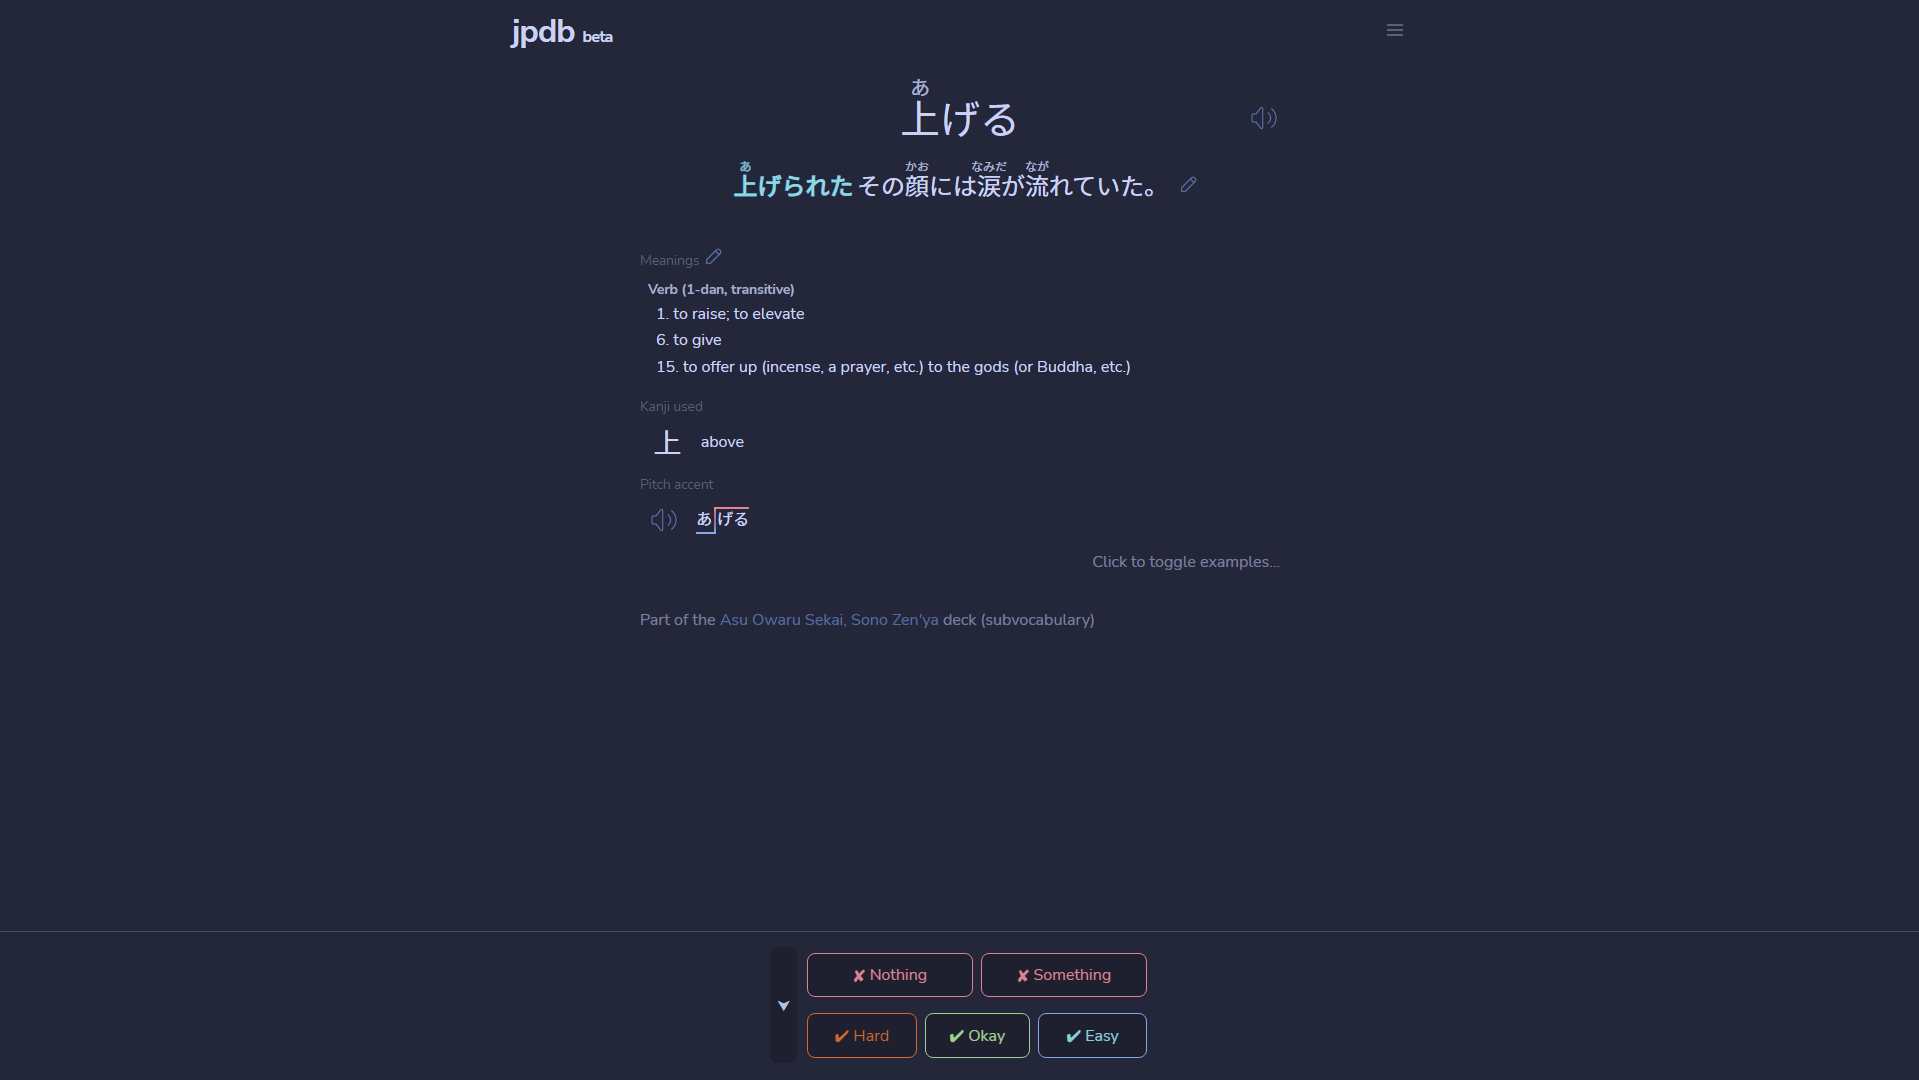 jpdb beta
あ
上げる
あ かお なみだ なが
上げられた その顔には涙が流れていた。
Meanings
Verb (1-dan, transitive)
1. to raise; to elevate
6. to give
15. to offer up (incense, a prayer, etc.) to the gods (or Buddha, etc.)
Kanji used
上 above
Pitch accent
あげる
Click to toggle examples...
Part of the Asu Owaru Sekai, Sono Zen'ya deck (subvocabulary)
✘ Nothing ✘ Something
✔ Hard ✔ Okay ✔ Easy